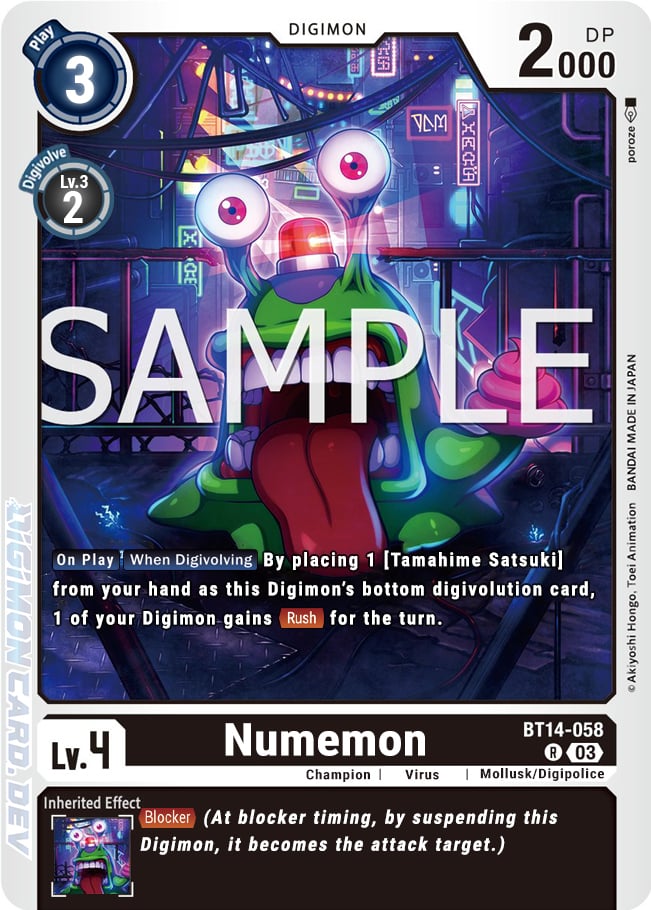 DIGIMON
Play
3
2000
DP
poroze
Digivolve
Lv.3
2
SAMPLE
On Play When Digivolving By placing 1 [Tamahime Satsuki]
from your hand as this Digimon's bottom digivolution card,
1 of your Digimon gains Rush for the turn.
© Akiyoshi Hongo, Toei Animation BANDAI MADE IN JAPAN
DIGIMONCARD.DEV
Lv.4
Numemon
BT14-058
R 03
Champion | Virus | Mollusk/Digipolice
Inherited Effect
Blocker (At blocker timing, by suspending this
Digimon, it becomes the attack target.)